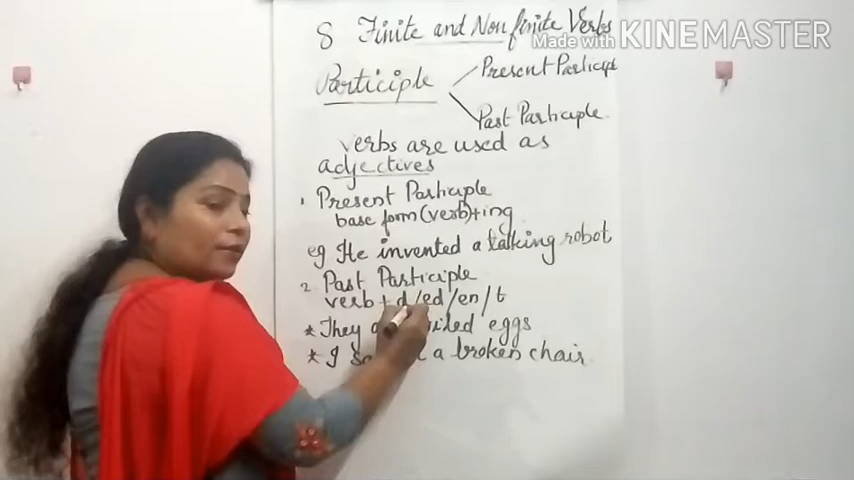 8 Finite and Non finite Verbs
Made with KINEMASTER
Participle
Present Particip
Past Participle.
verbs are used as
adjectives
1 Present Participle
base form (verb)+ing
eg He invented a talking robot
2. Past Participle
verb + d/ed/en/t
* They eggs
* I a broken chair.